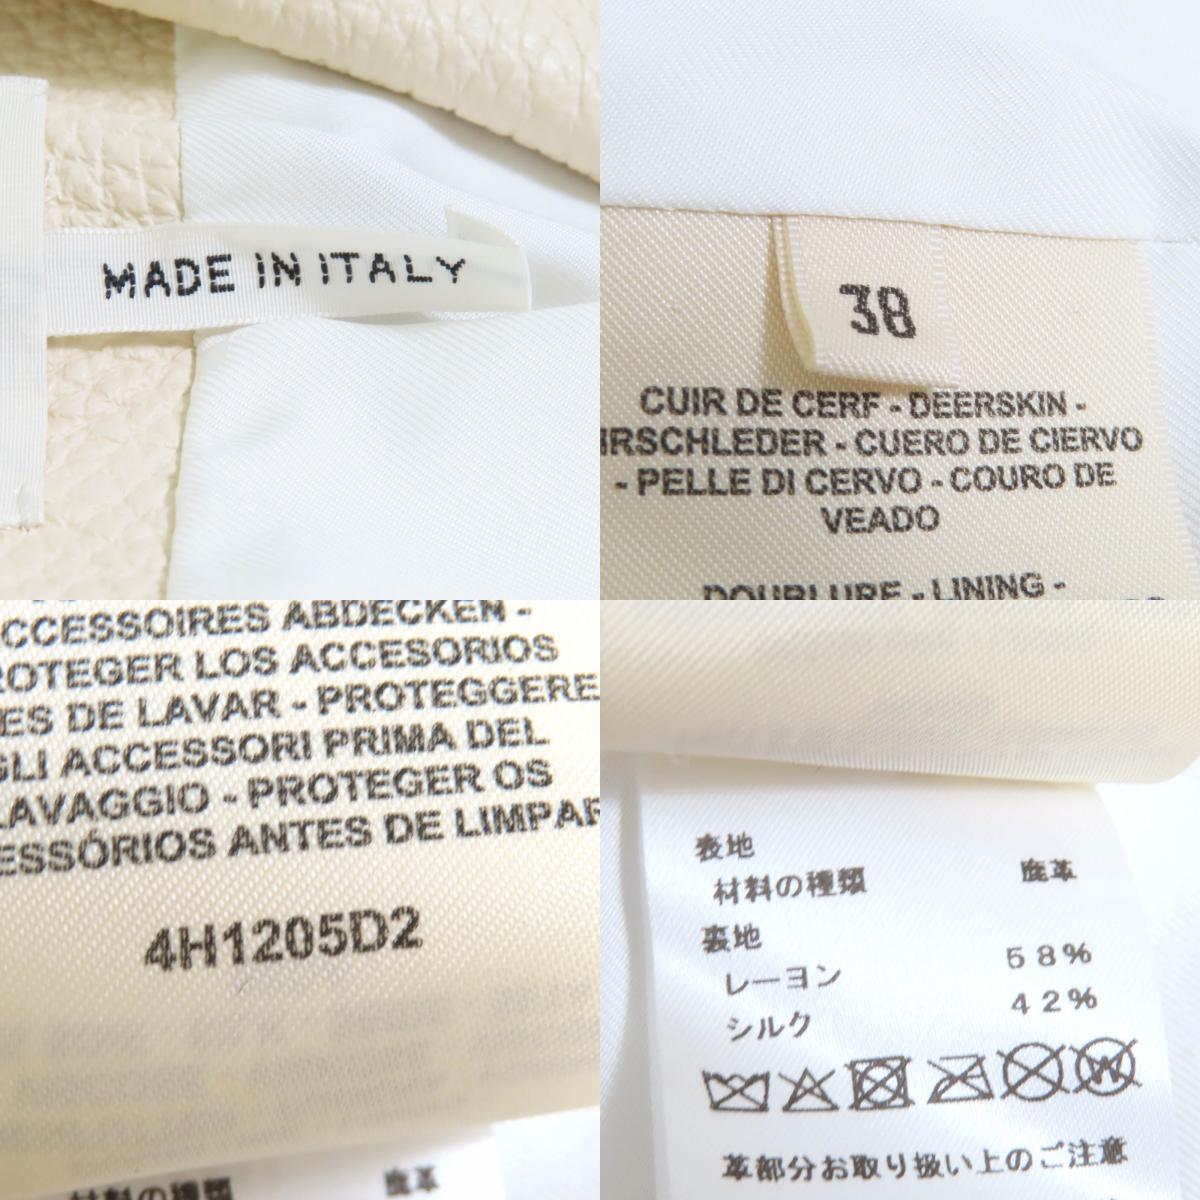 MADE IN ITALY
38
CUIR DE CERF - DEERSKIN -
IRSCHLEDER - CUERO DE CIERVO
- PELLE DI CERVO - COURO DE
VEADO
DOUBLURE - LINING -
CCESSOIRES ABDECKEN -
ROTEGER LOS ACCESORIOS
ES DE LAVAR - PROTEGGERE
GLI ACCESSORI PRIMA DEL
LAVAGGIO - PROTEGER OS
ESSÓRIOS ANTES DE LIMPAR
4H1205D2
材料の種類 鹿革
表地
材料の種類 鹿革
裏地
レーヨン 58%
シルク 42%
W
革部分お取り扱い上のご注意